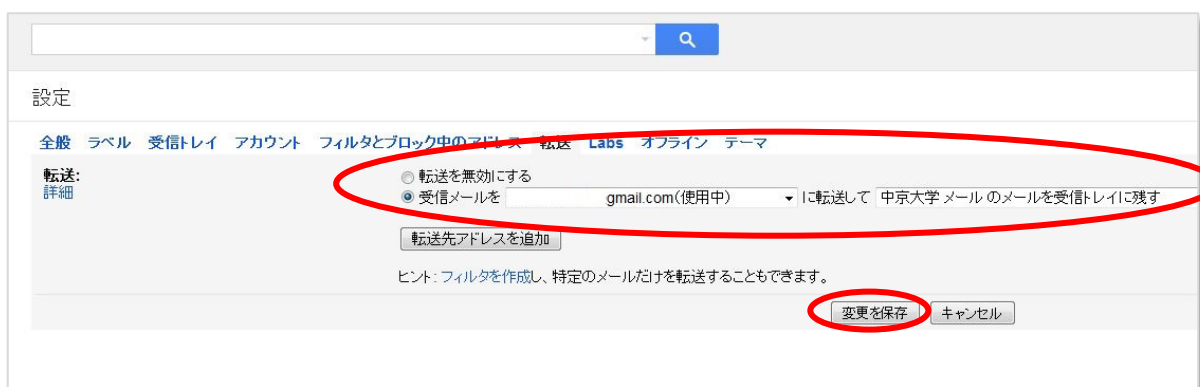 設定
全般 ラベル 受信トレイ アカウント フィルタとブロック中のアドレス 転送 Labs オフライン テーマ
転送: 転送を無効にする
詳細 受信メールを gmail.com(使用中) に転送して 中京大学 メール のメールを受信トレイに残す
転送先アドレスを追加
ヒント: フィルタを作成し、特定のメールだけを転送することもできます。
変更を保存 キャンセル